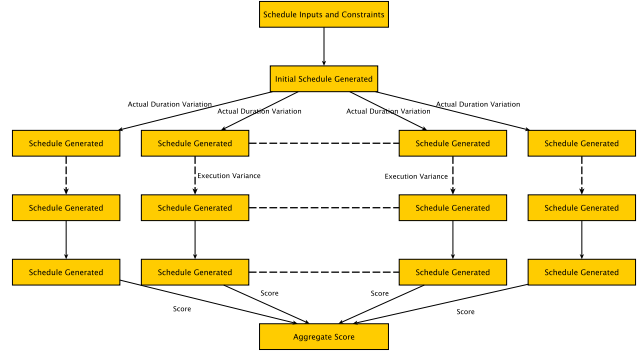 Schedule Inputs and Constraints
Initial Schedule Generated
Actual Duration Variation
Actual Duration Variation
Actual Duration Variation
Actual Duration Variation
Schedule Generated
Schedule Generated
Schedule Generated
Schedule Generated
Execution Variance
Execution Variance
Schedule Generated
Schedule Generated
Schedule Generated
Schedule Generated
Schedule Generated
Schedule Generated
Schedule Generated
Schedule Generated
Score
Score
Score
Score
Aggregate Score